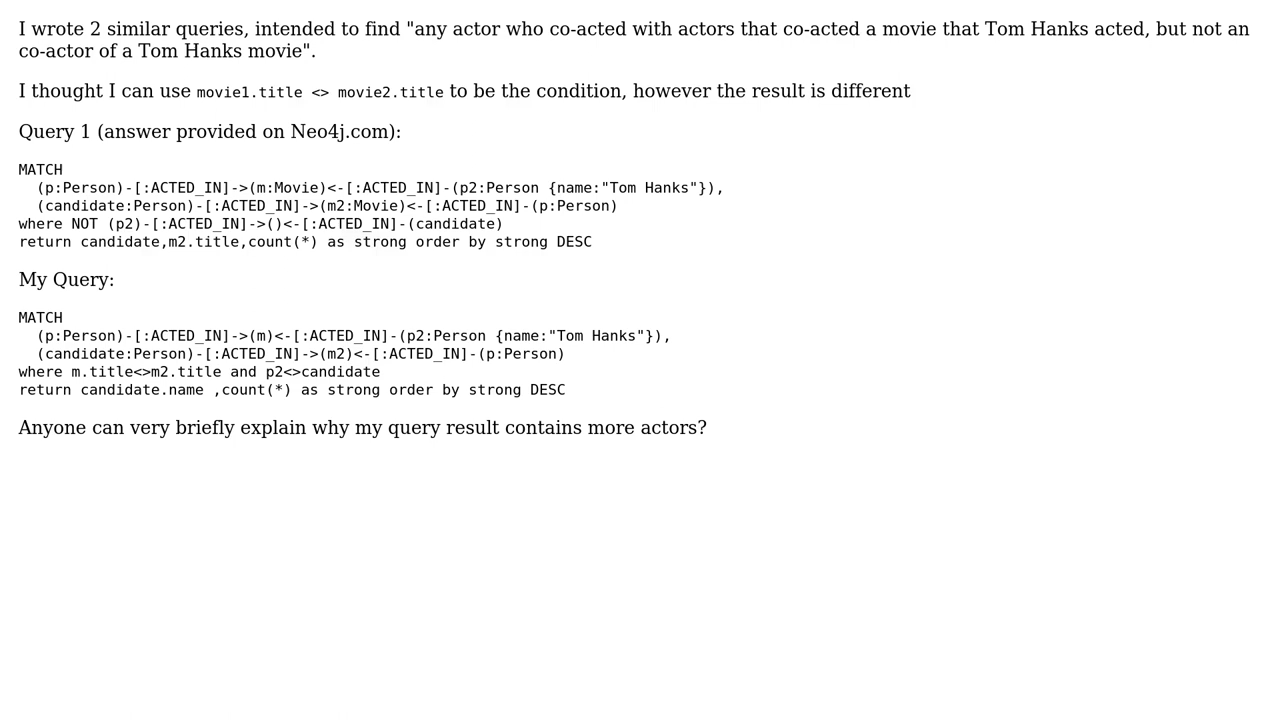 I wrote 2 similar queries, intended to find "any actor who co-acted with actors that co-acted a movie that Tom Hanks acted, but not an
co-actor of a Tom Hanks movie".
I thought I can use movie1.title <> movie2.title to be the condition, however the result is different
Query 1 (answer provided on Neo4j.com):
MATCH
  (p:Person)-[:ACTED_IN]->(m:Movie)<-[:ACTED_IN]-(p2:Person {name:"Tom Hanks"}),
  (candidate:Person)-[:ACTED_IN]->(m2:Movie)<-[:ACTED_IN]-(p:Person)
where NOT (p2)-[:ACTED_IN]->()<-[:ACTED_IN]-(candidate)
return candidate,m2.title,count(*) as strong order by strong DESC
My Query:
MATCH
  (p:Person)-[:ACTED_IN]->(m)<-[:ACTED_IN]-(p2:Person {name:"Tom Hanks"}),
  (candidate:Person)-[:ACTED_IN]->(m2)<-[:ACTED_IN]-(p:Person)
where m.title<>m2.title and p2<>candidate
return candidate.name ,count(*) as strong order by strong DESC
Anyone can very briefly explain why my query result contains more actors?